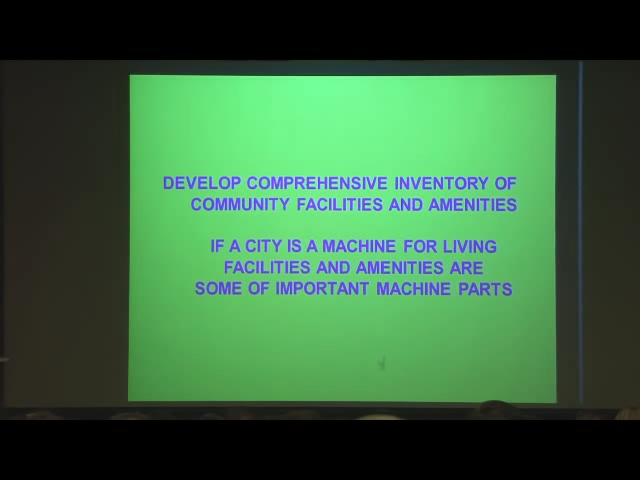 DEVELOP COMPREHENSIVE INVENTORY OF
COMMUNITY FACILITIES AND AMENITIES
IF A CITY IS A MACHINE FOR LIVING
FACILITIES AND AMENITIES ARE
SOME OF IMPORTANT MACHINE PARTS